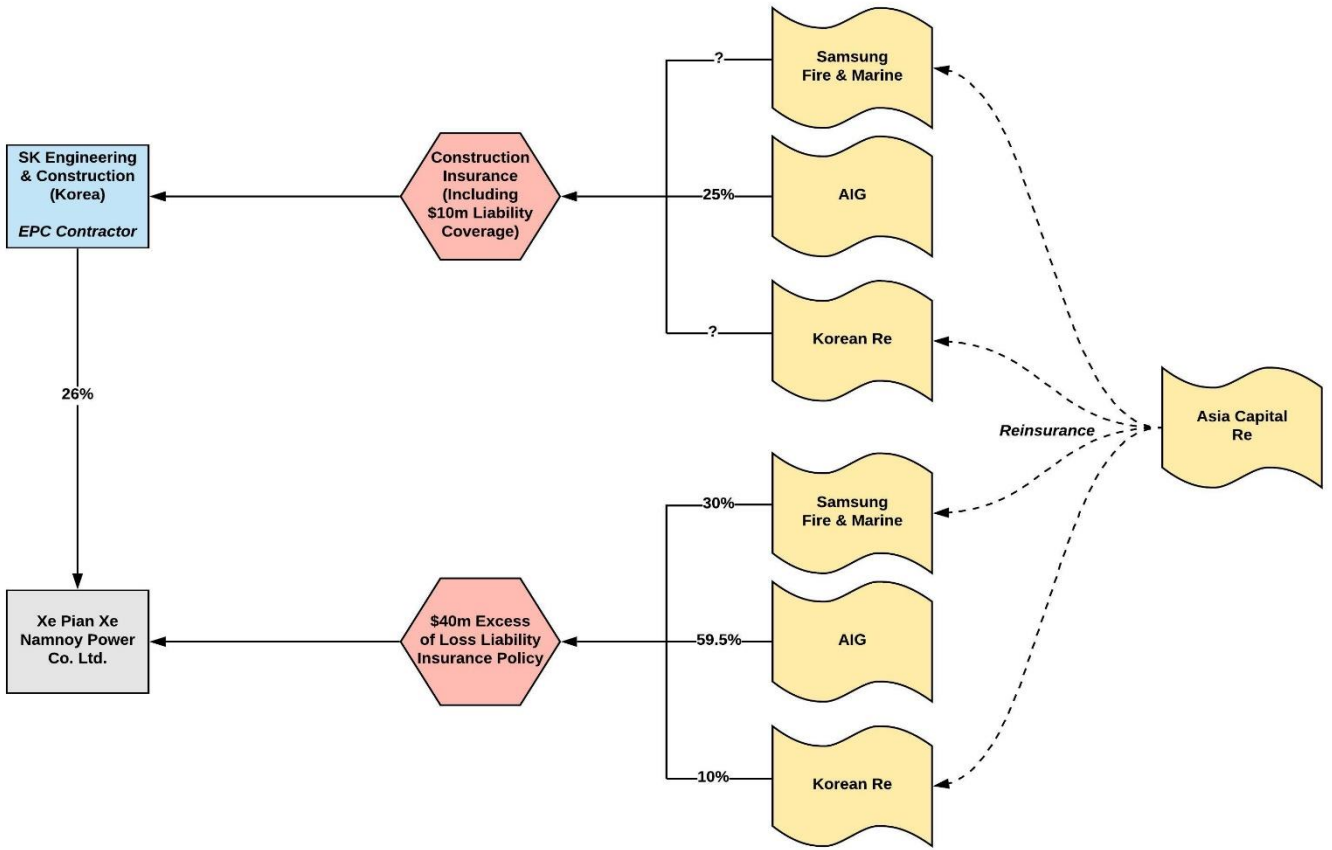 SK Engineering
& Construction
(Korea)
EPC Contractor
26%
Xe Pian Xe
Namnoy Power
Co. Ltd.
Construction
Insurance
(Including
$10m Liability
Coverage)
$40m Excess
of Loss Liability
Insurance Policy
?
25%
?
30%
59.5%
10%
Samsung
Fire & Marine
AIG
Korean Re
Samsung
Fire & Marine
AIG
Korean Re
Reinsurance
Asia Capital
Re